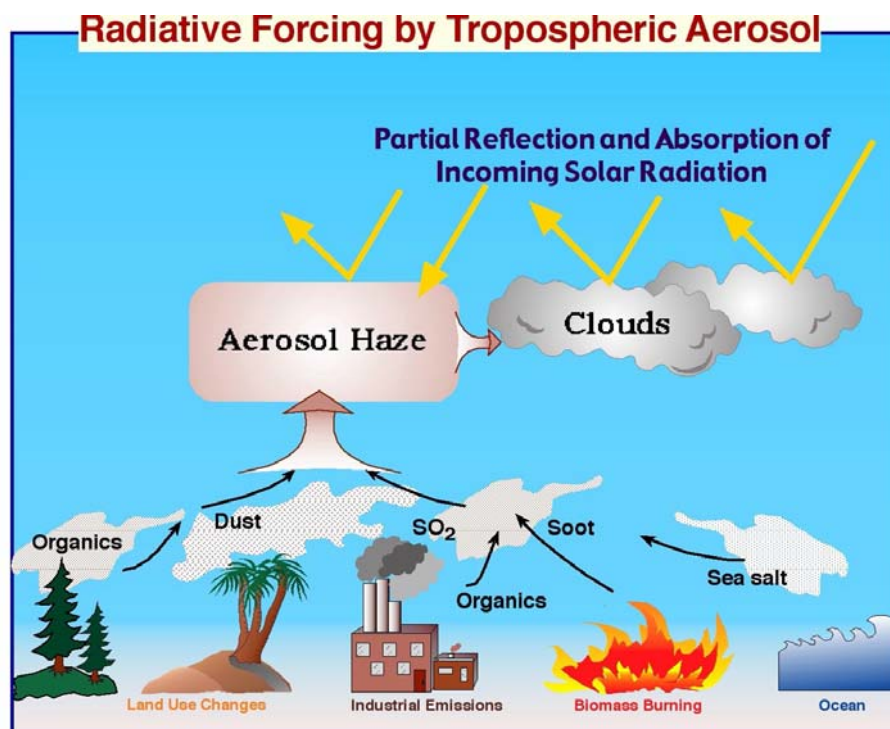 Radiative Forcing by Tropospheric Aerosol
Partial Reflection and Absorption of
Incoming Solar Radiation
Aerosol Haze
Clouds
Organics
Dust
SO₂
Soot
Organics
Sea salt
Land Use Changes
Industrial Emissions
Biomass Burning
Ocean